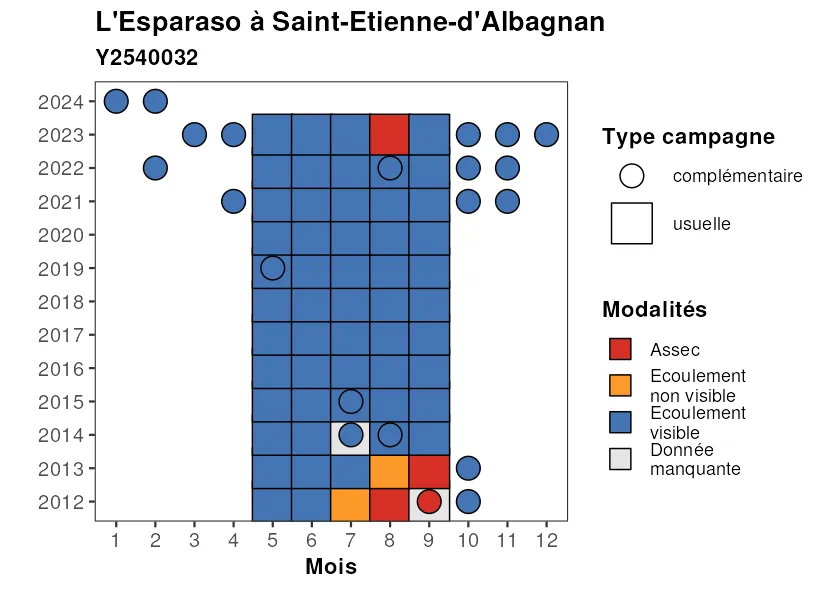 L'Esparaso à Saint-Etienne-d'Albagnan
Y2540032
2024
2023
2022
2021
2020
2019
2018
2017
2016
2015
2014
2013
2012
1 2 3 4 5 6 7 8 9 10 11 12
Mois
Type campagne
complémentaire
usuelle
Modalités
Assec
Ecoulement
non visible
Ecoulement
visible
Donnée
manquante